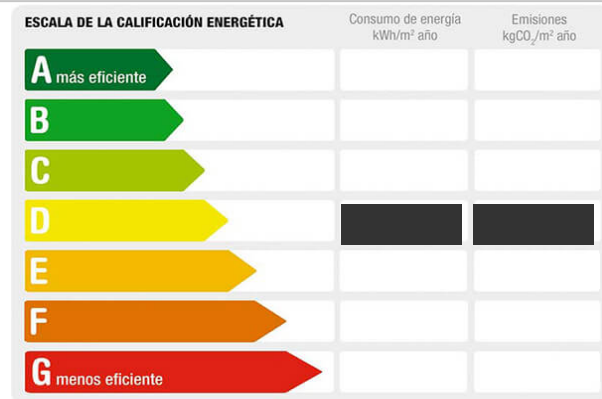 ESCALA DE LA CALIFICACIÓN ENERGÉTICA
Consumo de energía
kWh/m² año
Emisiones
kgCO₂/m² año
A más eficiente
B
C
D
E
F
G menos eficiente